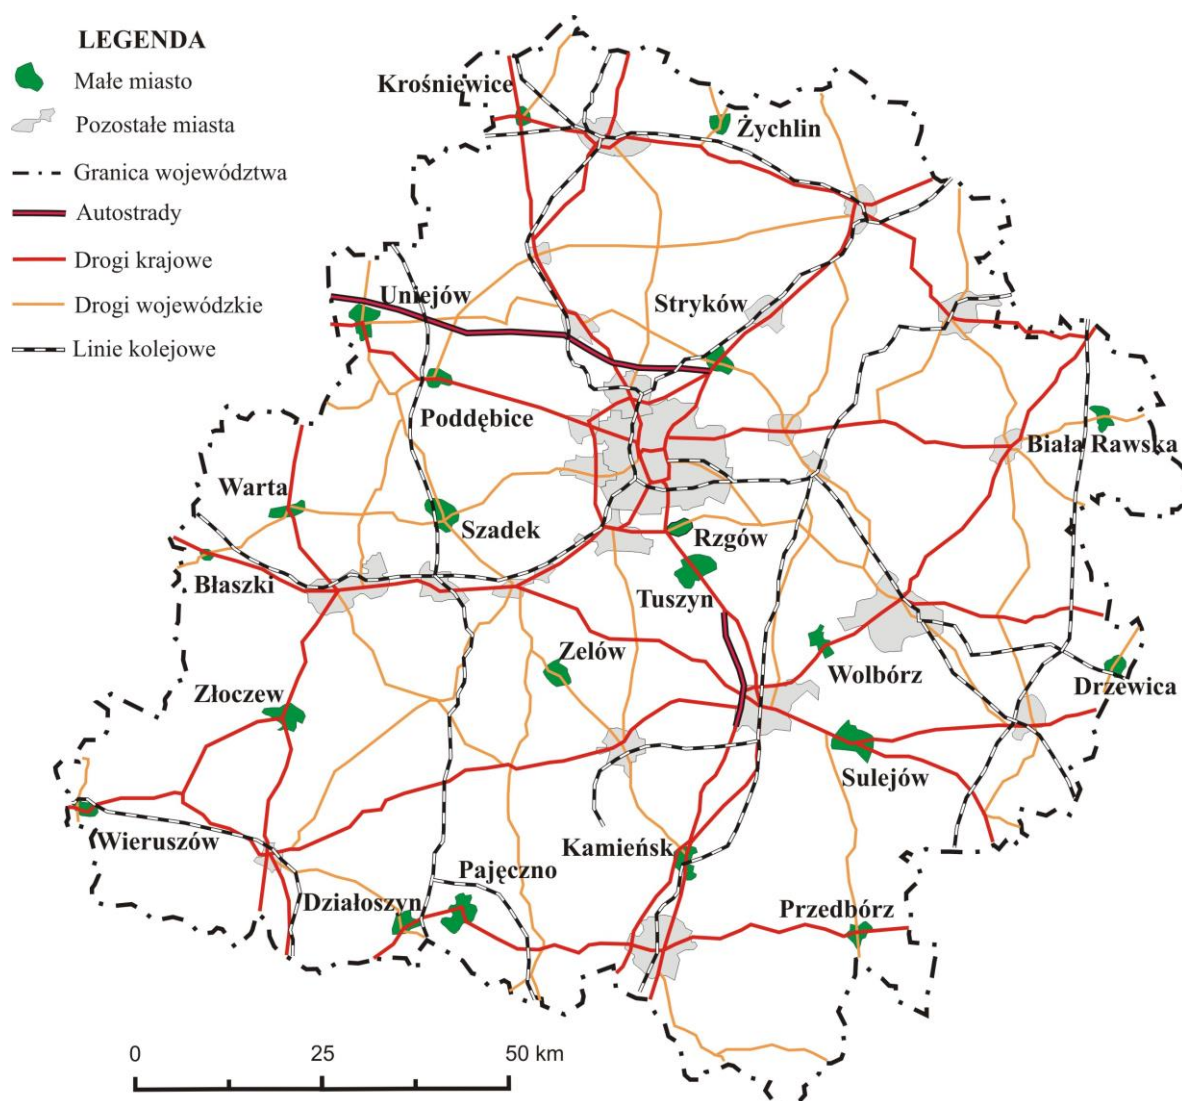 LEGENDA
Małe miasto
Pozostałe miasta
Granica województwa
Autostrady
Drogi krajowe
Drogi wojewódzkie
Linie kolejowe
Krośniewice
Żychlin
Uniejów
Stryków
Poddębice
Biała Rawska
Warta
Szadek
Rzgów
Błaszki
Tuszyn
Zelów
Wolbórz
Drzewica
Złoczew
Sulejów
Wieruszów
Kamieńsk
Pajęczno
Działoszyn
Przedbórz
0 25 50 km